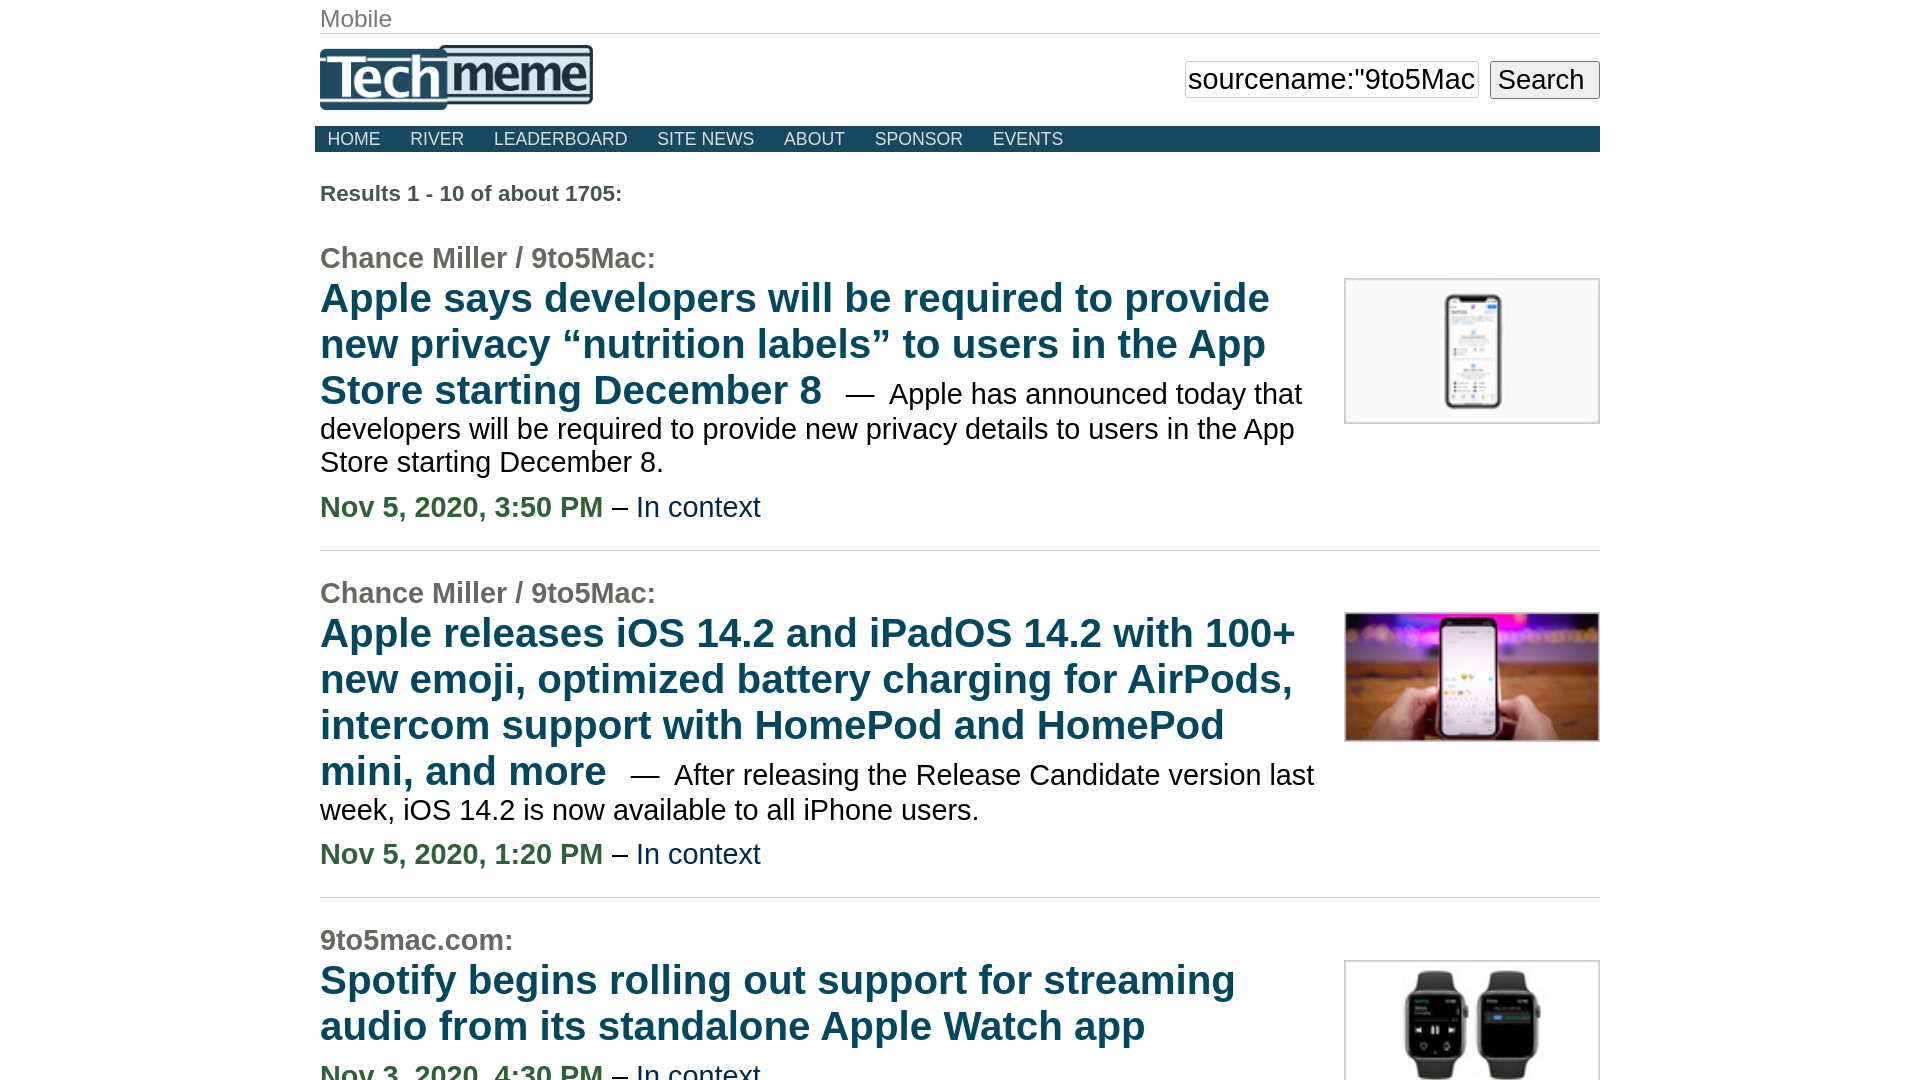 Mobile
Techmeme
sourcename:"9to5Mac
Search
HOME RIVER LEADERBOARD SITE NEWS ABOUT SPONSOR EVENTS
Results 1 - 10 of about 1705:
Chance Miller / 9to5Mac:
Apple says developers will be required to provide
new privacy “nutrition labels” to users in the App
Store starting December 8 — Apple has announced today that
developers will be required to provide new privacy details to users in the App
Store starting December 8.
Nov 5, 2020, 3:50 PM – In context
Chance Miller / 9to5Mac:
Apple releases iOS 14.2 and iPadOS 14.2 with 100+
new emoji, optimized battery charging for AirPods,
intercom support with HomePod and HomePod
mini, and more — After releasing the Release Candidate version last
week, iOS 14.2 is now available to all iPhone users.
Nov 5, 2020, 1:20 PM – In context
9to5mac.com:
Spotify begins rolling out support for streaming
audio from its standalone Apple Watch app
Nov 3, 2020, 4:30 PM – In context